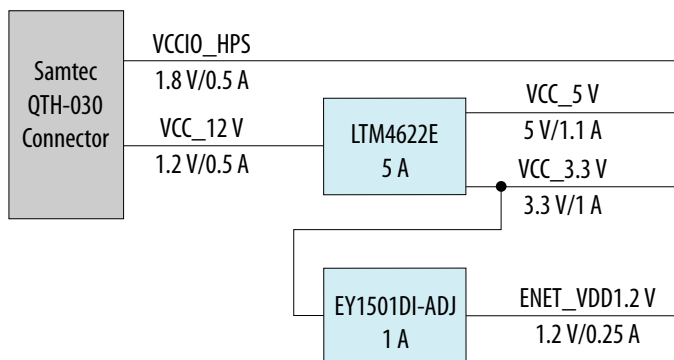 Samtec
QTH-030
Connector
VCCIO_HPS
1.8 V/0.5 A
VCC_12 V
1.2 V/0.5 A
LTM4622E
5 A
VCC_5 V
5 V/1.1 A
VCC_3.3 V
3.3 V/1 A
EY1501DI-ADJ
1 A
ENET_VDD1.2 V
1.2 V/0.25 A